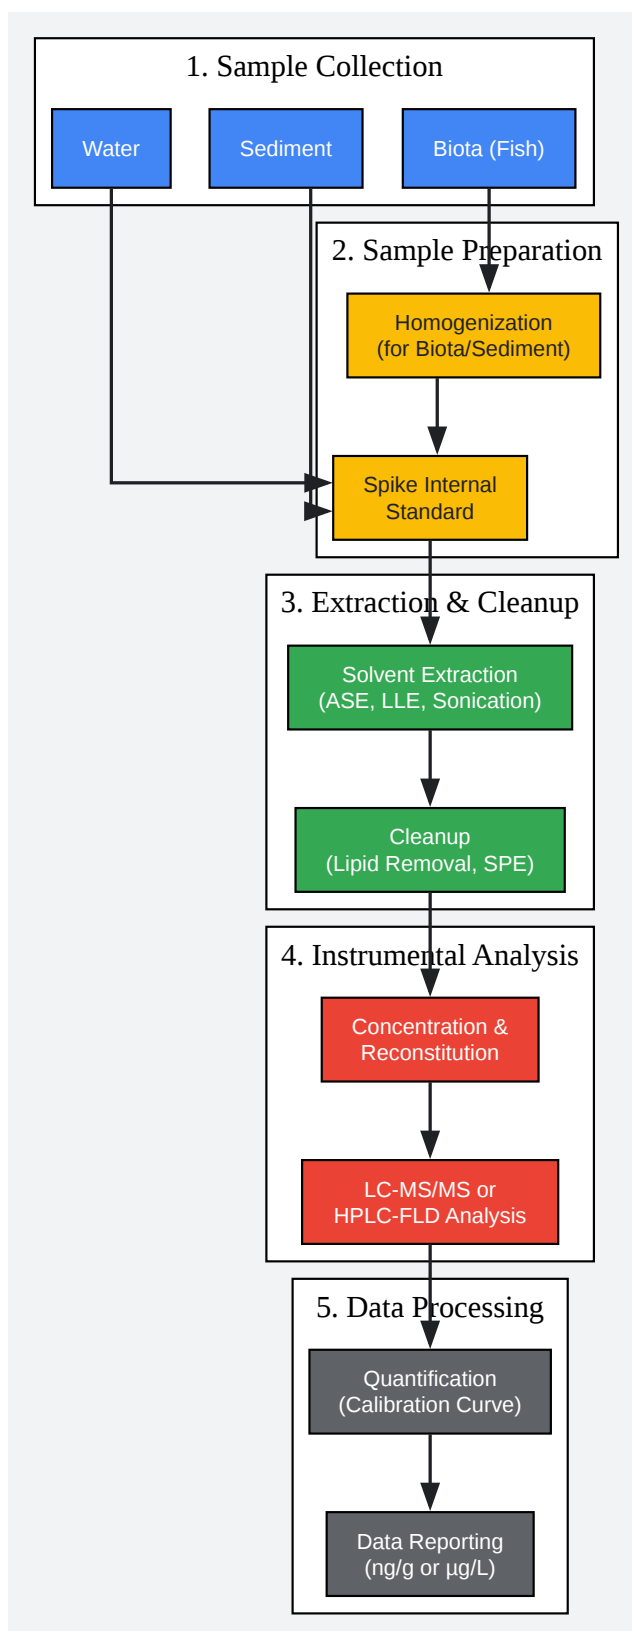 1. Sample Collection
Water
Sediment
Biota (Fish)
2. Sample Preparation
Homogenization
(for Biota/Sediment)
Spike Internal
Standard
3. Extraction & Cleanup
Solvent Extraction
(ASE, LLE, Sonication)
Cleanup
(Lipid Removal, SPE)
4. Instrumental Analysis
Concentration &
Reconstitution
LC-MS/MS or
HPLC-FLD Analysis
5. Data Processing
Quantification
(Calibration Curve)
Data Reporting
(ng/g or µg/L)